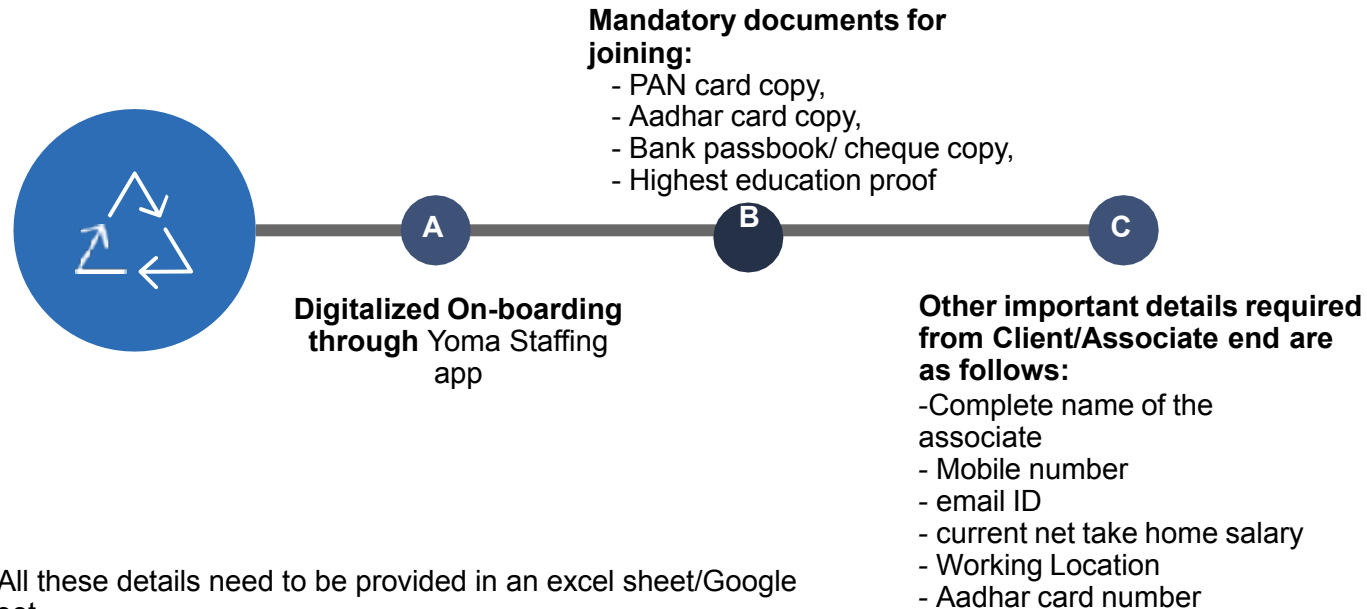 Mandatory documents for
joining:
- PAN card copy,
- Aadhar card copy,
- Bank passbook/ cheque copy,
- Highest education proof
A
B
C
Digitalized On-boarding
through Yoma Staffing
app
Other important details required
from Client/Associate end are
as follows:
-Complete name of the
associate
- Mobile number
- email ID
- current net take home salary
- Working Location
- Aadhar card number
All these details need to be provided in an excel sheet/Google